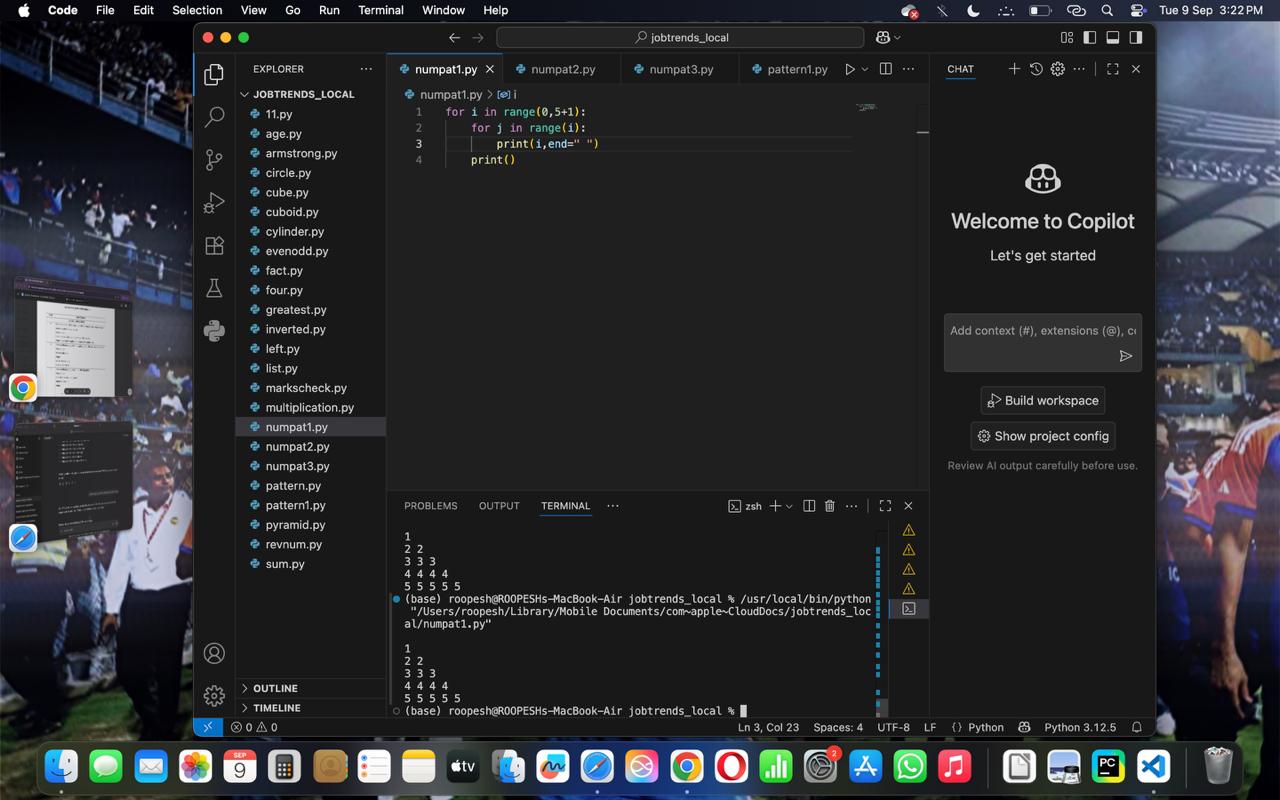 Code File Edit Selection View Go Run Terminal Window Help Tue 9 Sep 3:22 PM
jobtrends_local
EXPLORER
JOBTRENDS_LOCAL
11.py
age.py
armstrong.py
circle.py
cube.py
cuboid.py
cylinder.py
evenodd.py
fact.py
four.py
greatest.py
inverted.py
left.py
list.py
markscheck.py
multiplication.py
numpat1.py
numpat2.py
numpat3.py
pattern.py
pattern1.py
pyramid.py
revnum.py
sum.py
OUTLINE
TIMELINE
numpat1.py numpat2.py numpat3.py pattern1.py
numpat1.py > i
1 for i in range(0,5+1):
2 for j in range(i):
3 print(i,end=" ")
4 print()
PROBLEMS OUTPUT TERMINAL zsh
1
2 2
3 3 3
4 4 4 4
5 5 5 5 5
(base) roopesh@ROOPESHs-MacBook-Air jobtrends_local % /usr/local/bin/python
"/Users/roopesh/Library/Mobile Documents/com~apple~CloudDocs/jobtrends_loc
al/numpat1.py"
1
2 2
3 3 3
4 4 4 4
5 5 5 5 5
(base) roopesh@ROOPESHs-MacBook-Air jobtrends_local %
CHAT
Welcome to Copilot
Let's get started
Add context (#), extensions (@), co
Build workspace
Show project config
Review AI output carefully before use.
0 0 Ln 3, Col 23 Spaces: 4 UTF-8 LF {} Python Python 3.12.5
SEP
9
tv
2
PC